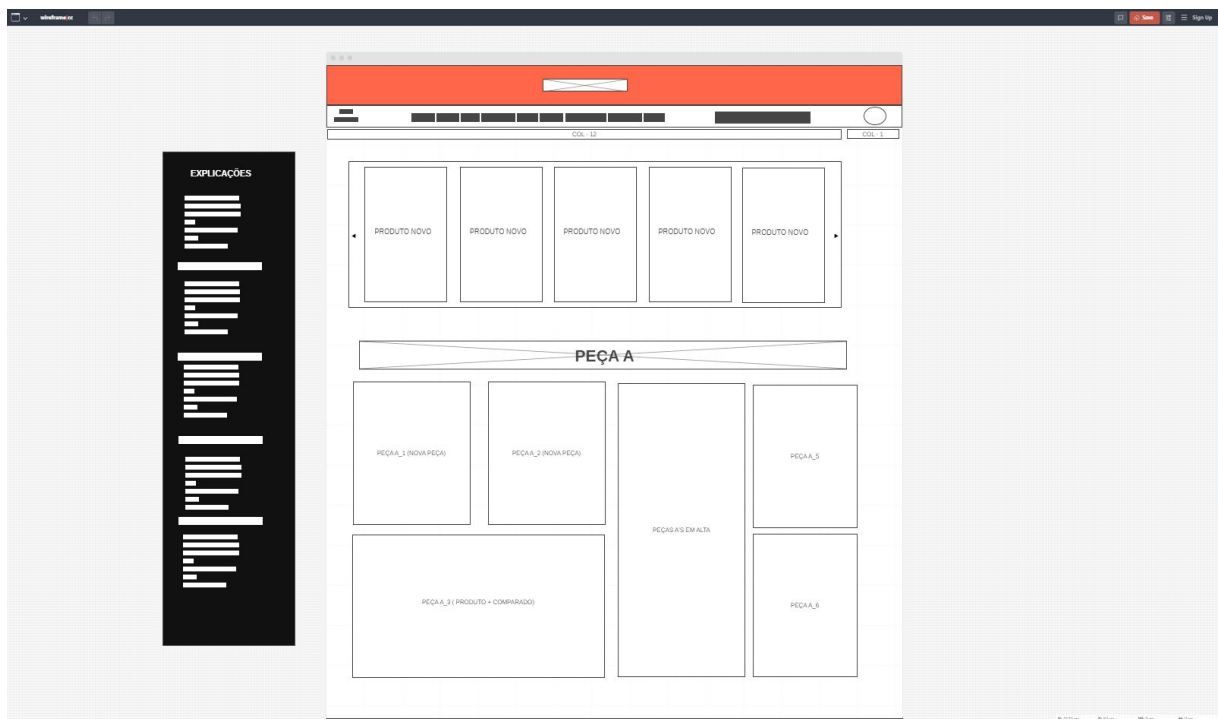 wireframe.cc
Save
Sign Up
COL - 12
COL - 1
EXPLICAÇÕES
PRODUTO NOVO
PRODUTO NOVO
PRODUTO NOVO
PRODUTO NOVO
PRODUTO NOVO
PEÇA A
PEÇA A_1 (NOVA PEÇA)
PEÇA A_2 (NOVA PEÇA)
PEÇA A_5
PEÇAS A'S EM ALTA
PEÇA A_3 ( PRODUTO + COMPARADO)
PEÇA A_6